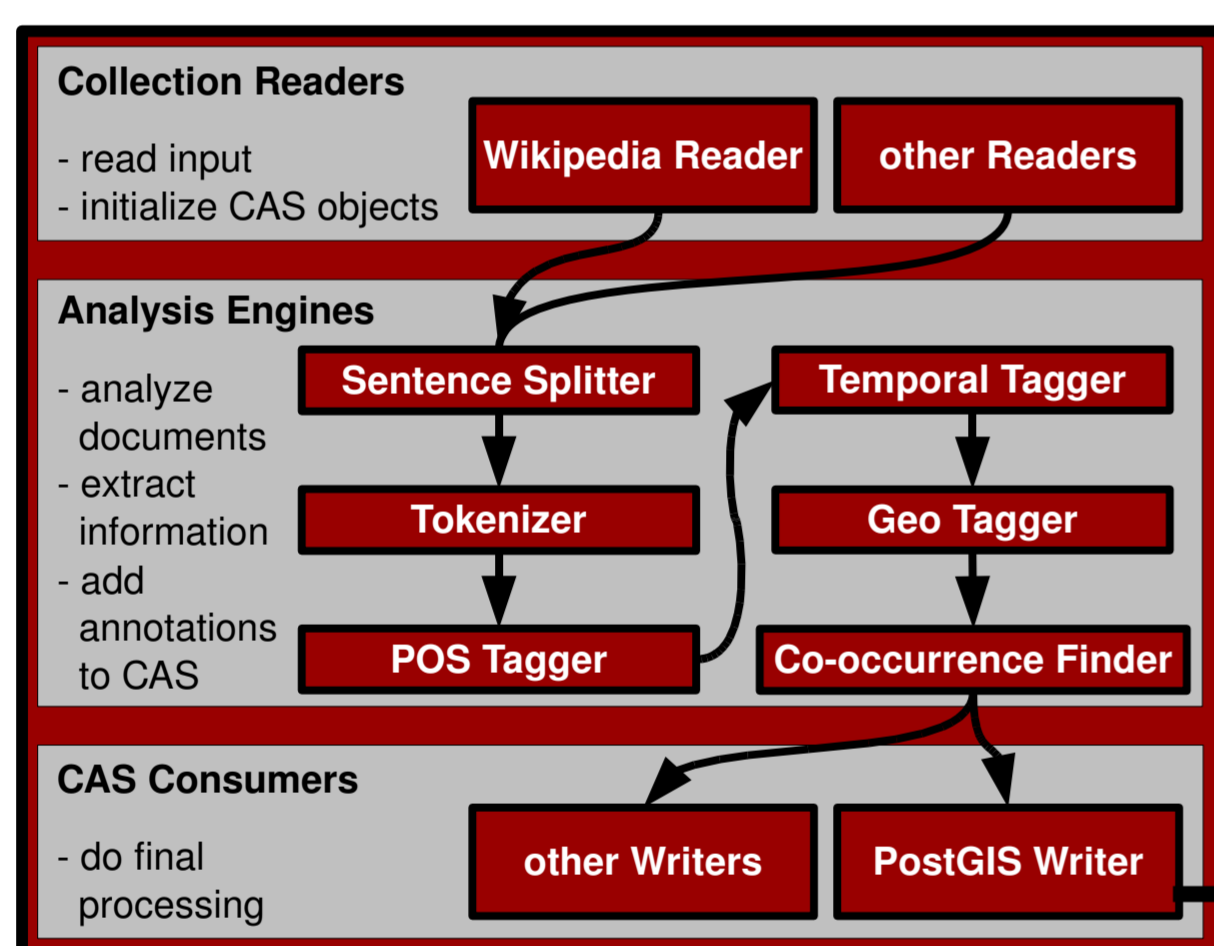 Collection Readers
- read input
- initialize CAS objects
Wikipedia Reader
other Readers
Analysis Engines
- analyze
documents
- extract
information
- add
annotations
to CAS
Sentence Splitter
Tokenizer
POS Tagger
Temporal Tagger
Geo Tagger
Co-occurrence Finder
CAS Consumers
- do final
processing
other Writers
PostGIS Writer